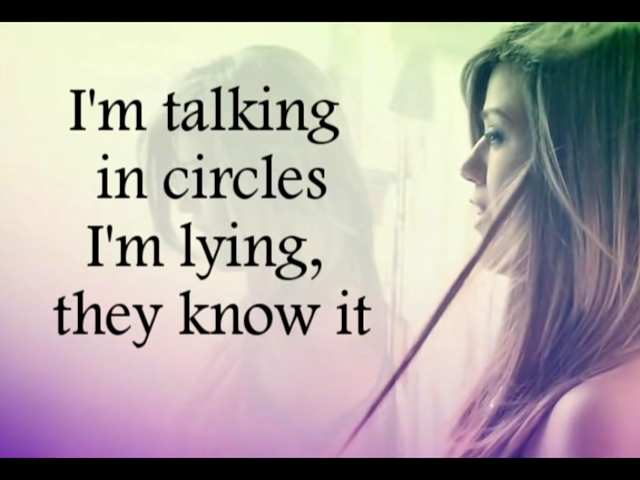 I'm talking
in circles
I'm lying,
they know it